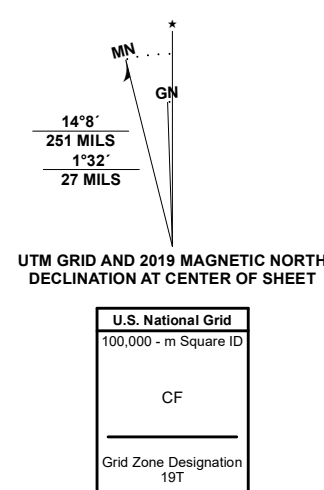 ★
MN
GN
14°8´
251 MILS
1°32´
27 MILS
UTM GRID AND 2019 MAGNETIC NORTH
DECLINATION AT CENTER OF SHEET
U.S. National Grid
100,000 - m Square ID
CF
Grid Zone Designation
19T